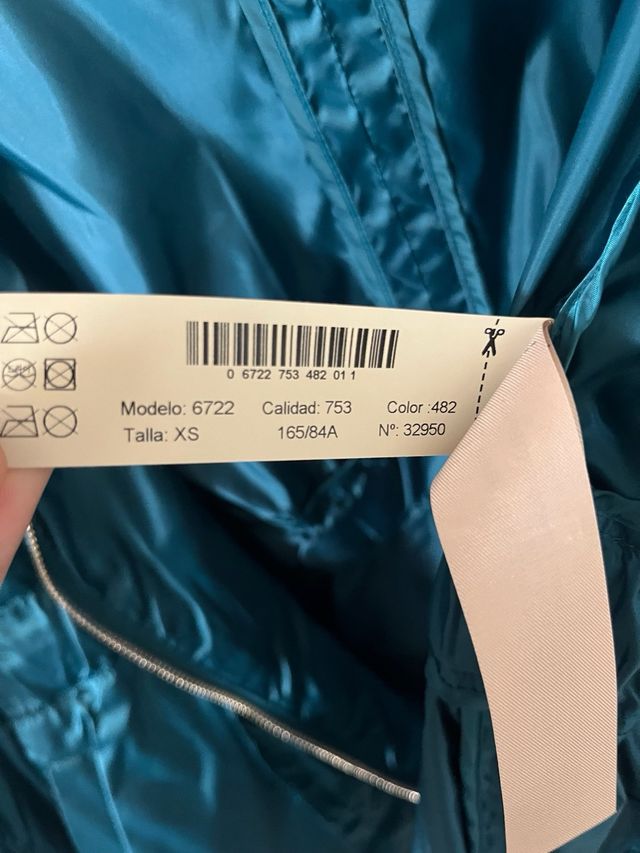 0 6722 753 482 01 1
Modelo: 6722 Calidad: 753 Color :482
Talla: XS 165/84A Nº: 32950